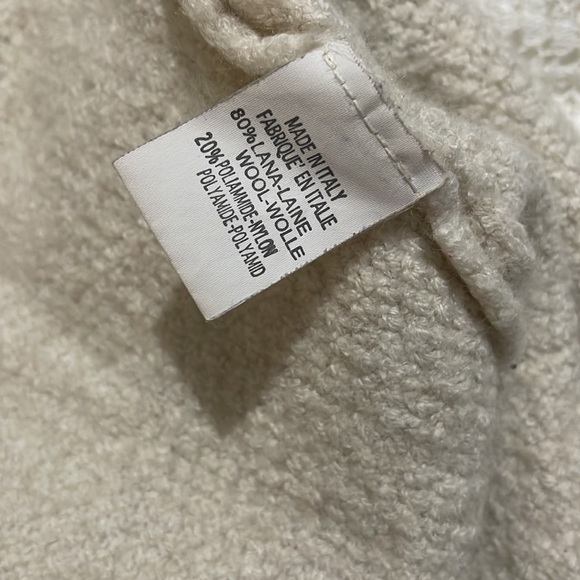 MADE IN ITALY
FABRIQUE' EN ITALIE
80% LANA-LAINE
WOOL-WOLLE
20% POLIAMMIDE-NYLON
POLYAMIDE-POLYAMID